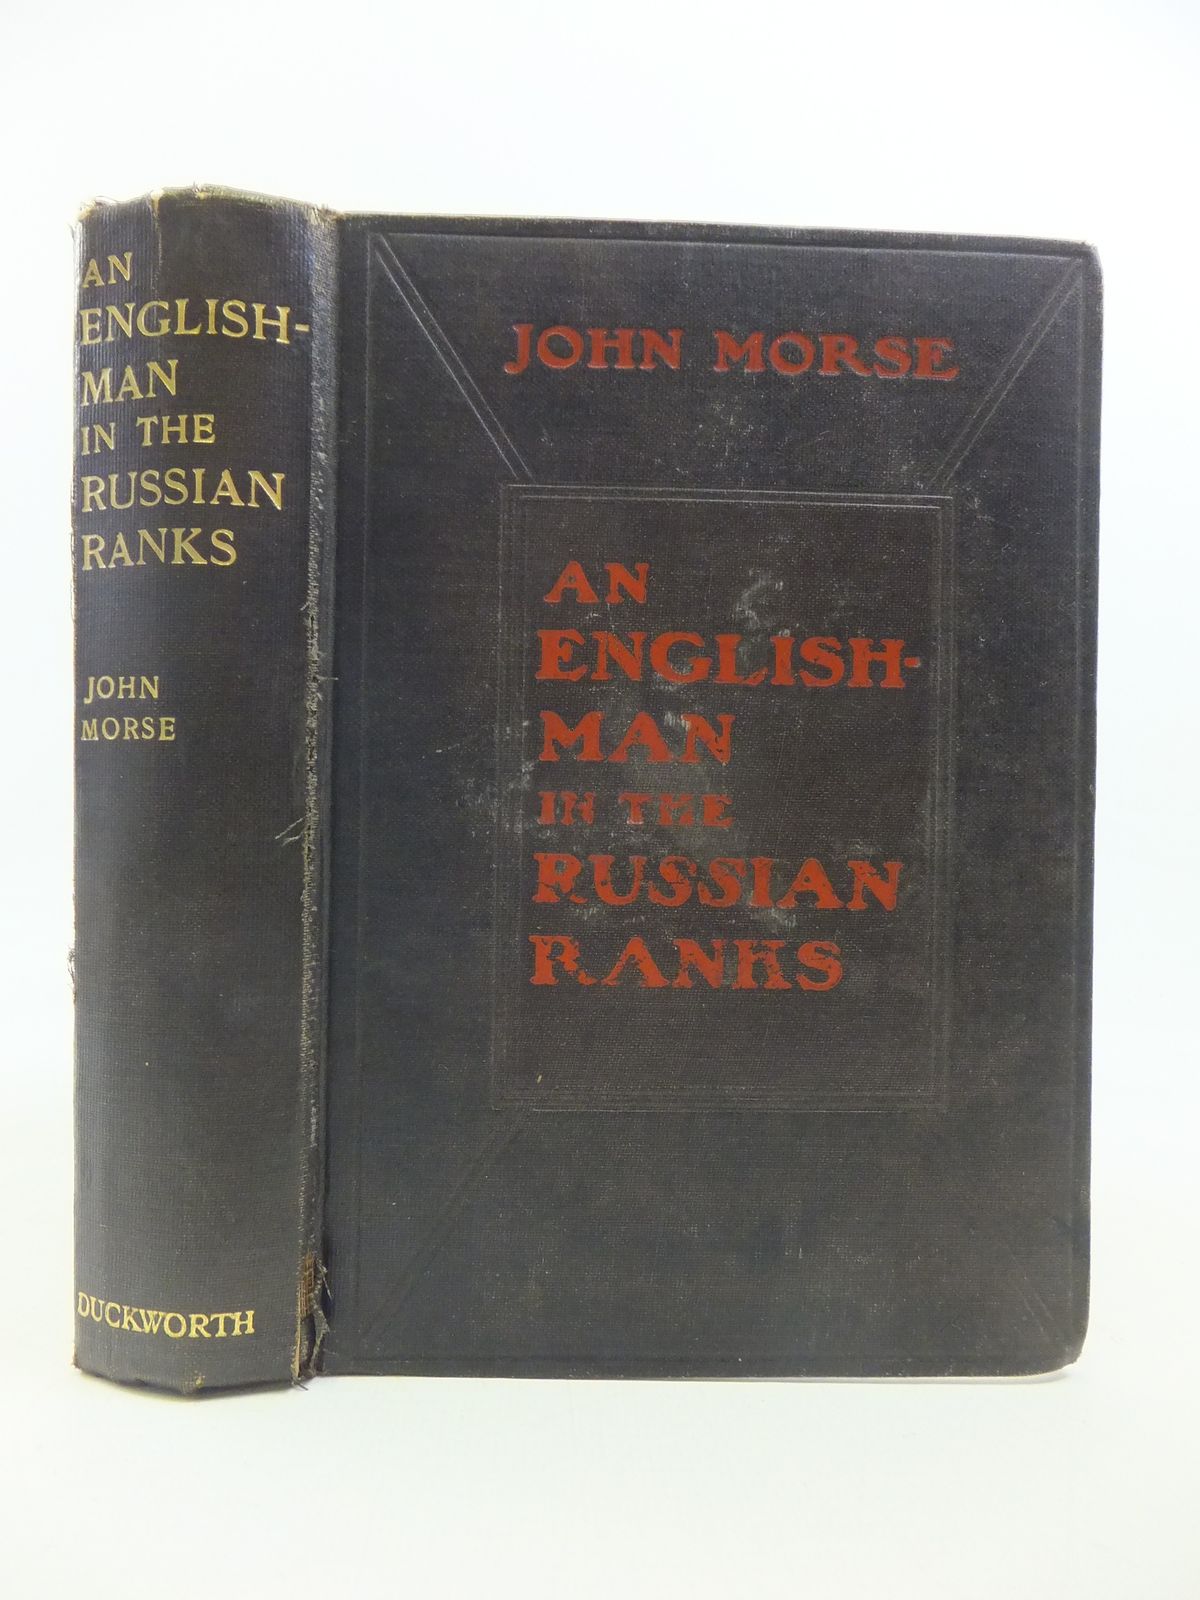 AN
ENGLISH-
MAN
IN THE
RUSSIAN
RANKS
JOHN
MORSE
DUCKWORTH
JOHN MORSE
AN
ENGLISH-
MAN
IN THE
RUSSIAN
RANKS